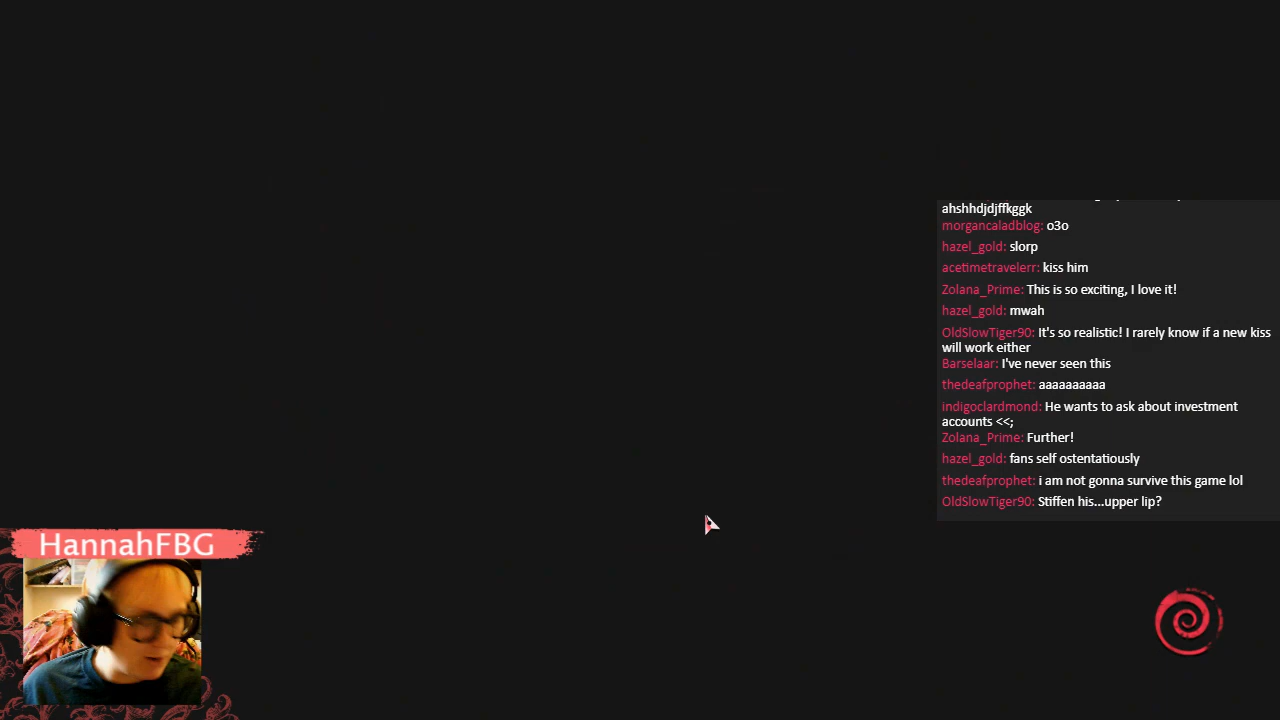 ahshhdjdjffkggk
morgancaladblog: o3o
hazel_gold: slorp
acetimetravelerr: kiss him
Zolana_Prime: This is so exciting, I love it!
hazel_gold: mwah
OldSlowTiger90: It's so realistic! I rarely know if a new kiss
will work either
Barselaar: I've never seen this
thedeafprophet: aaaaaaaaaa
indigoclardmond: He wants to ask about investment
accounts <<;
Zolana_Prime: Further!
hazel_gold: fans self ostentatiously
thedeafprophet: i am not gonna survive this game lol
OldSlowTiger90: Stiffen his...upper lip?
HannahFBG